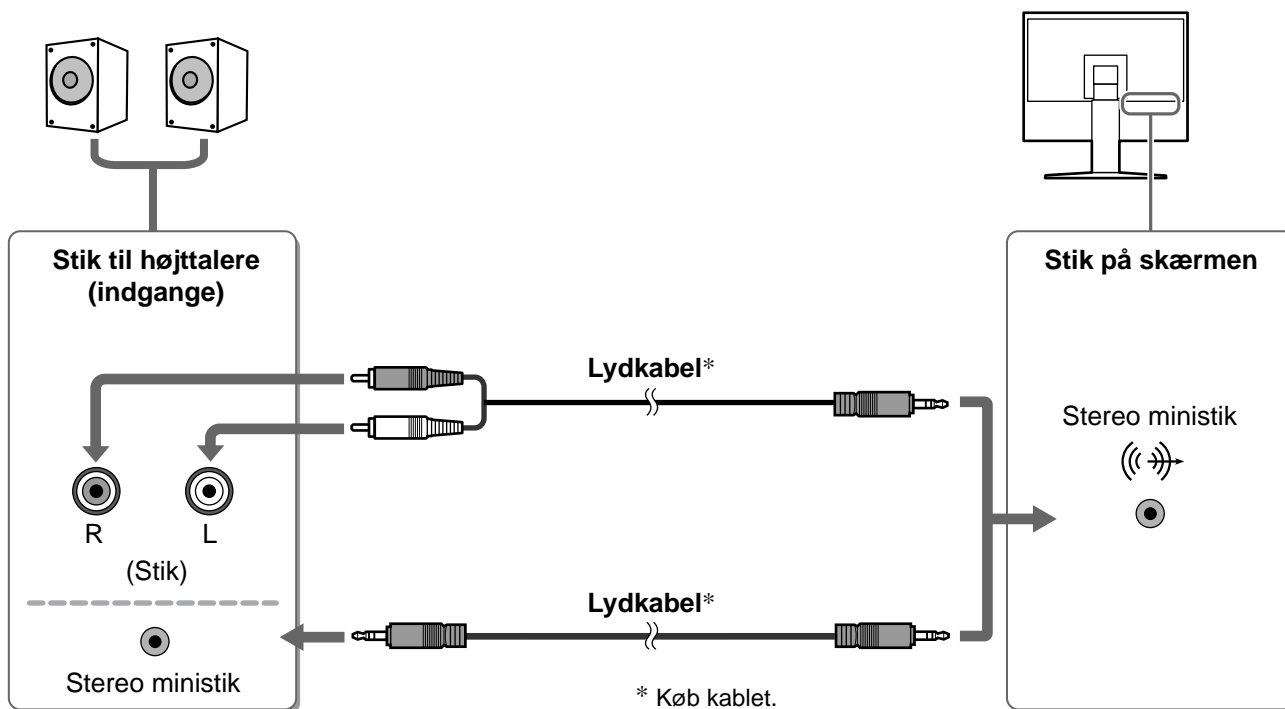 Stik til højttalere
(indgange)
R
L
(Stik)
Stereo ministik
Lydkabel*
Lydkabel*
* Køb kablet.
Stik på skærmen
Stereo ministik